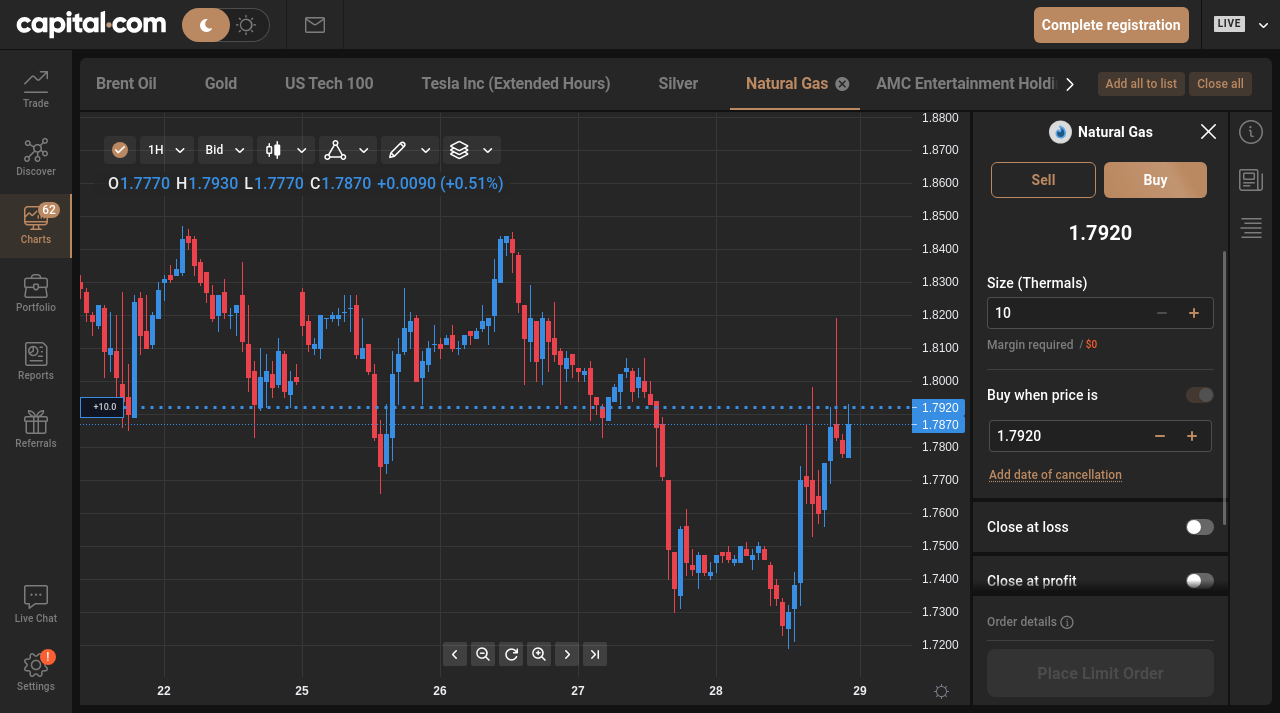 capital.com
Complete registration
LIVE
Trade
Discover
62
Charts
Portfolio
Reports
Referrals
Live Chat
!
Settings
Brent Oil Gold US Tech 100 Tesla Inc (Extended Hours) Silver Natural Gas AMC Entertainment Holdi
Add all to list Close all
1H Bid
O1.7770 H1.7930 L1.7770 C1.7870 +0.0090 (+0.51%)
+10.0
1.8800
1.8700
1.8600
1.8500
1.8400
1.8300
1.8200
1.8100
1.8000
1.7920
1.7870
1.7800
1.7700
1.7600
1.7500
1.7400
1.7300
1.7200
22 25 26 27 28 29
Natural Gas
Sell Buy
1.7920
Size (Thermals)
10
Margin required / $0
Buy when price is
1.7920
Add date of cancellation
Close at loss
Close at profit
Order details
Place Limit Order